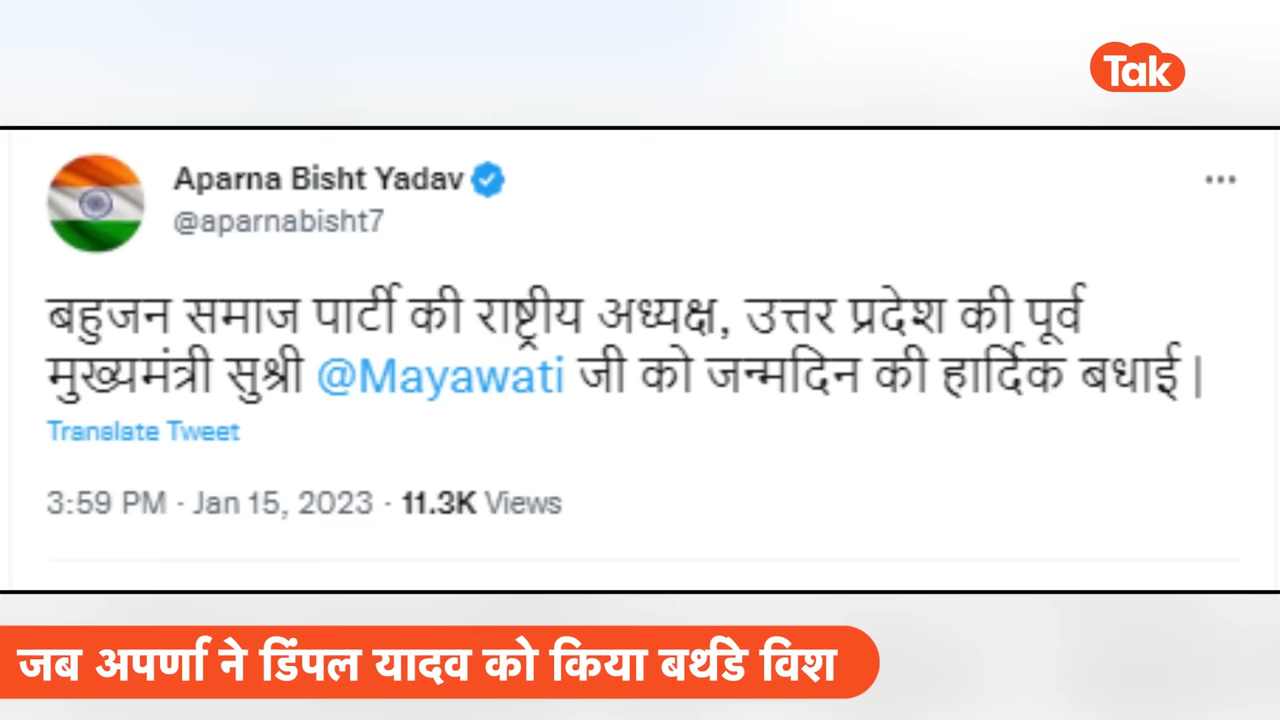 Tak
Aparna Bisht Yadav
@aparnabisht7
बहुजन समाज पार्टी की राष्ट्रीय अध्यक्ष, उत्तर प्रदेश की पूर्व
मुख्यमंत्री सुश्री @Mayawati जी को जन्मदिन की हार्दिक बधाई |
Translate Tweet
3:59 PM · Jan 15, 2023 · 11.3K Views
जब अपर्णा ने डिंपल यादव को किया बर्थडे विश